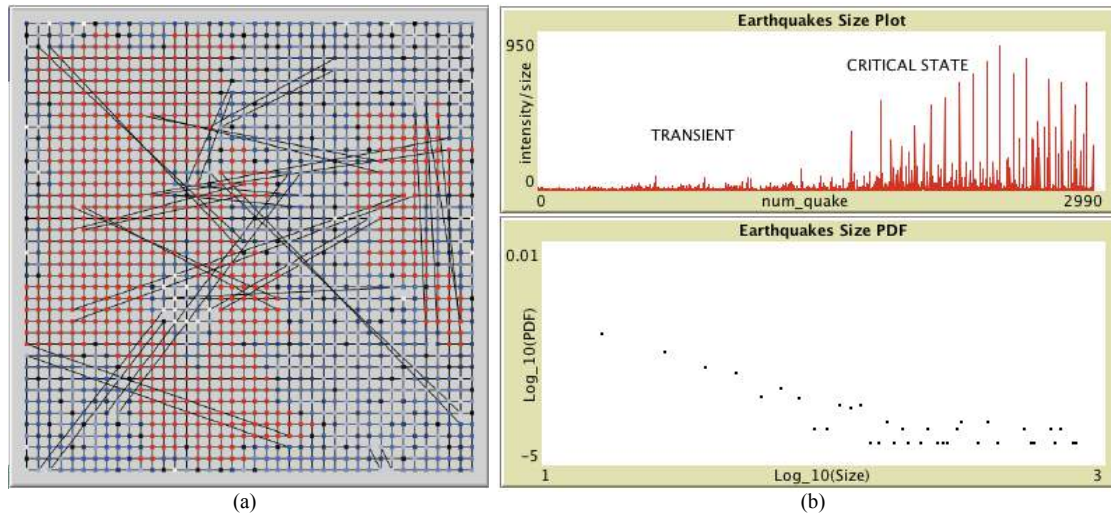 Earthquakes Size Plot
950
intensity/size
0
TRANSIENT
CRITICAL STATE
0
num_quake
2990
Earthquakes Size PDF
0.01
Log_10(PDF)
-5
1
Log_10(Size)
3
(a)
(b)